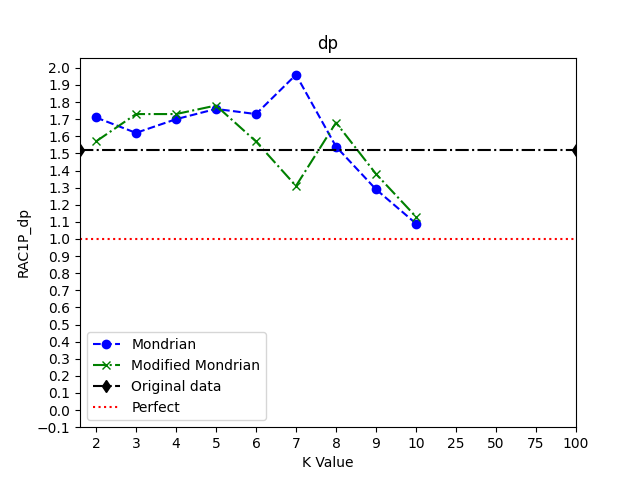 dp
RAC1P_dp
2.0
1.9
1.8
1.7
1.6
1.5
1.4
1.3
1.2
1.1
1.0
0.9
0.8
0.7
0.6
0.5
0.4
0.3
0.2
0.1
0.0
−0.1
Mondrian
Modified Mondrian
Original data
Perfect
2 3 4 5 6 7 8 9 10 25 50 75 100
K Value